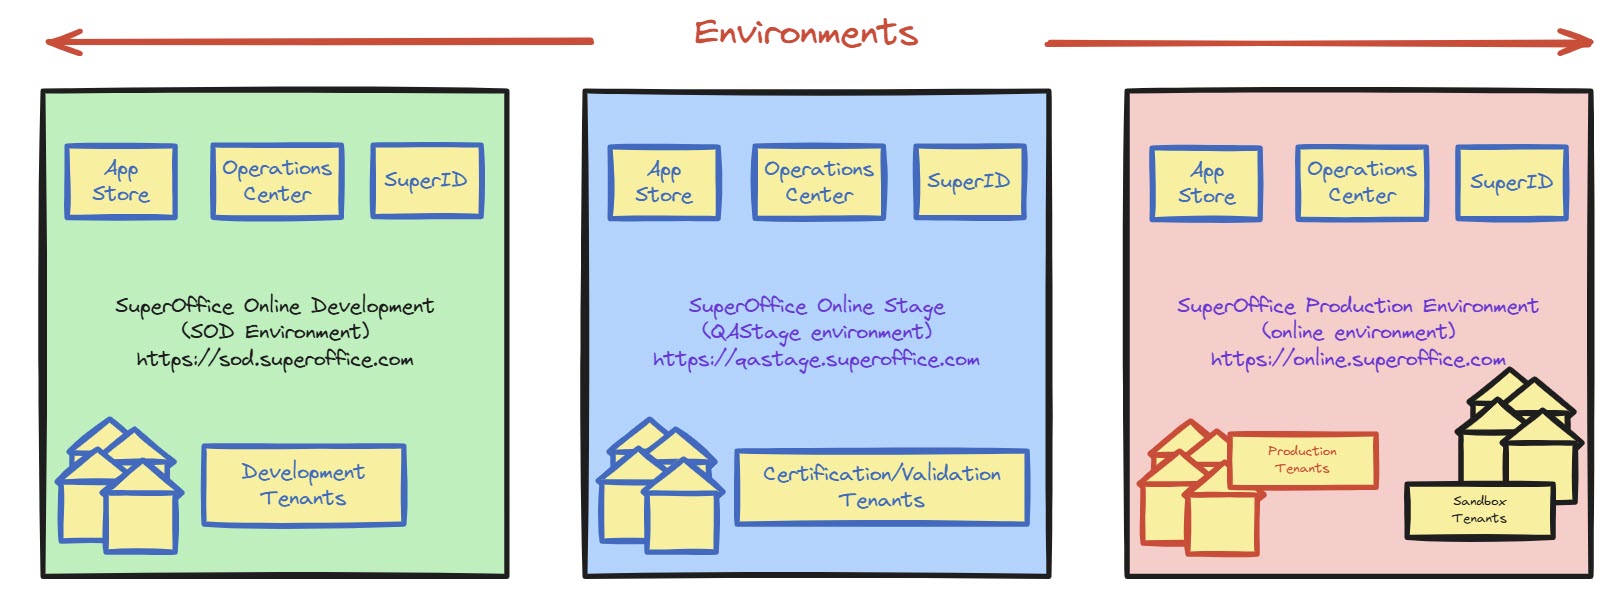 Environments
App
Store
Operations
Center
SuperID
SuperOffice Online Development
(SOD Environment)
https://sod.superoffice.com
Development
Tenants
App
Store
Operations
Center
SuperID
SuperOffice Online Stage
(QAStage environment)
https://qastage.superoffice.com
Certification/Validation
Tenants
App
Store
Operations
Center
SuperID
SuperOffice Production Environment
(online environment)
https://online.superoffice.com
Production
Tenants
Sandbox
Tenants